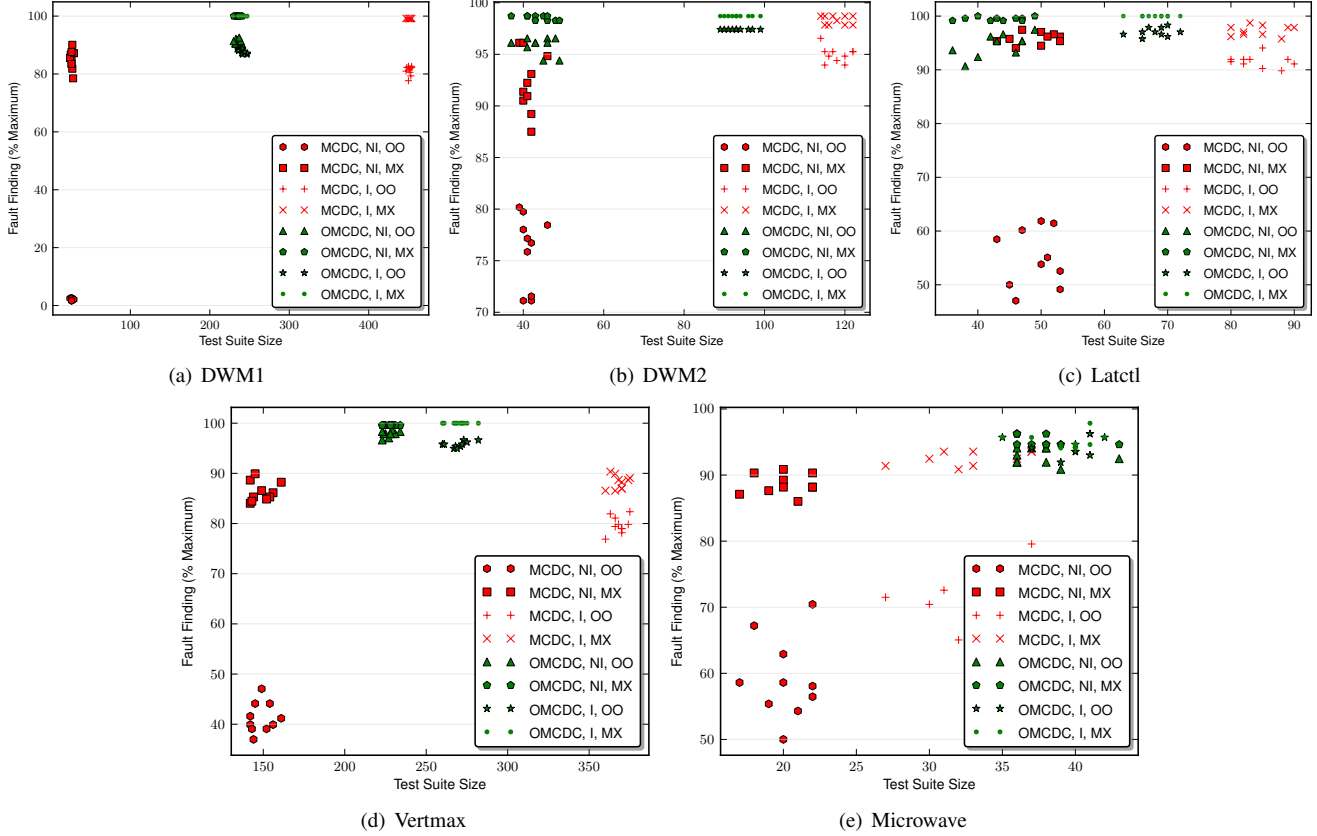 100
80
60
40
20
0
Fault Finding (% Maximum)
100
200
300
400
Test Suite Size
MCDC, NI, OO
MCDC, NI, MX
MCDC, I, OO
MCDC, I, MX
OMCDC, NI, OO
OMCDC, NI, MX
OMCDC, I, OO
OMCDC, I, MX
(a) DWM1
100
95
90
85
80
75
70
Fault Finding (% Maximum)
40
60
80
100
120
Test Suite Size
MCDC, NI, OO
MCDC, NI, MX
MCDC, I, OO
MCDC, I, MX
OMCDC, NI, OO
OMCDC, NI, MX
OMCDC, I, OO
OMCDC, I, MX
(b) DWM2
100
90
80
70
60
50
Fault Finding (% Maximum)
40
50
60
70
80
90
Test Suite Size
MCDC, NI, OO
MCDC, NI, MX
MCDC, I, OO
MCDC, I, MX
OMCDC, NI, OO
OMCDC, NI, MX
OMCDC, I, OO
OMCDC, I, MX
(c) Latctl
100
90
80
70
60
50
40
Fault Finding (% Maximum)
150
200
250
300
350
Test Suite Size
MCDC, NI, OO
MCDC, NI, MX
MCDC, I, OO
MCDC, I, MX
OMCDC, NI, OO
OMCDC, NI, MX
OMCDC, I, OO
OMCDC, I, MX
(d) Vertmax
100
90
80
70
60
50
Fault Finding (% Maximum)
20
25
30
35
40
Test Suite Size
MCDC, NI, OO
MCDC, NI, MX
MCDC, I, OO
MCDC, I, MX
OMCDC, NI, OO
OMCDC, NI, MX
OMCDC, I, OO
OMCDC, I, MX
(e) Microwave